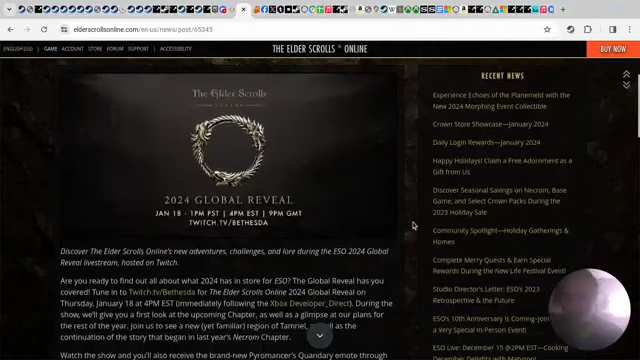 elderscrollsonline.com/en-us/news/post/65345
ENGLISH (US) GAME ACCOUNT STORE FORUM SUPPORT ACCESSIBILITY
THE ELDER SCROLLS ONLINE
BUY NOW
The Elder Scrolls
2024 GLOBAL REVEAL
JAN 18 - 1PM PST | 4PM EST | 9PM GMT
TWITCH.TV/BETHESDA
Discover The Elder Scrolls Online's new adventures, challenges, and lore during the ESO 2024 Global
Reveal livestream, hosted on Twitch.
Are you ready to find out all about what 2024 has in store for ESO? The Global Reveal has you
covered! Tune in to Twitch.tv/Bethesda for The Elder Scrolls Online 2024 Global Reveal on
Thursday, January 18 at 4PM EST (immediately following the Xbox Developer_Direct). During the
show, we'll give you a first look at the upcoming Chapter, as well as a glimpse at our plans
for the rest of the year. Join us to see a new (yet familiar) region of Tamriel, as well as the
continuation of the story that began in last year's Necrom Chapter.
Watch the show and you'll also receive the brand-new Pyromancer's Quandary emote through
RECENT NEWS
Experience Echoes of the Planemeld with the
New 2024 Morphing Event Collectible
Crown Store Showcase—January 2024
Daily Login Rewards—January 2024
Happy Holidays! Claim a Free Adornment as a
Gift from Us
Discover Seasonal Savings on Necrom, Base
Game, and Select Crown Packs During the
2023 Holiday Sale
Community Spotlight—Holiday Gatherings &
Homes
Complete Merry Quests & Earn Special
Rewards During the New Life Festival Event!
Studio Director's Letter: ESO's 2023
Retrospective & the Future
ESO's 10th Anniversary Is Coming—Join
a Very Special In-Person Event!
ESO Live: December 15 @2PM EST—Cooking